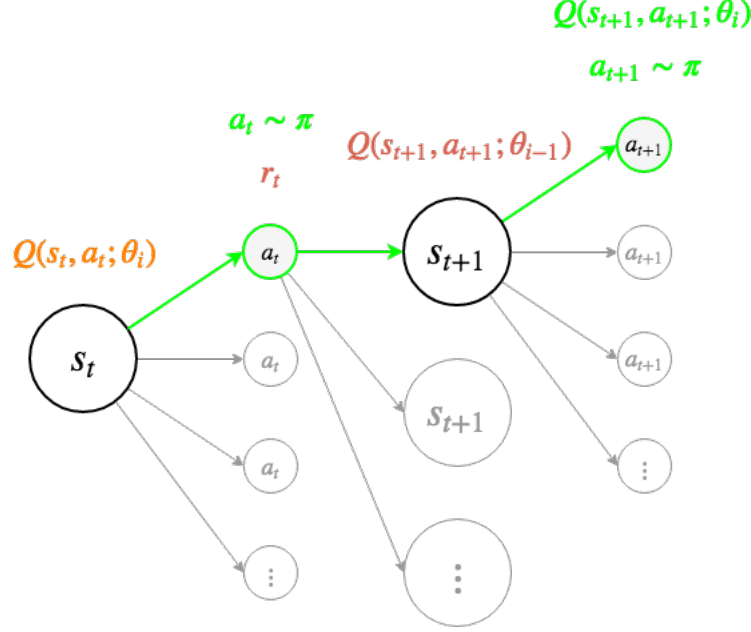 Q(s_{t+1}, a_{t+1}; θ_i)
a_{t+1} ~ π
a_t ~ π
r_t
Q(s_{t+1}, a_{t+1}; θ_{i−1})
a_{t+1}
Q(s_t, a_t; θ_i)
a_t
s_{t+1}
a_{t+1}
s_t
a_t
a_{t+1}
s_{t+1}
a_t
⋮
⋮
⋮